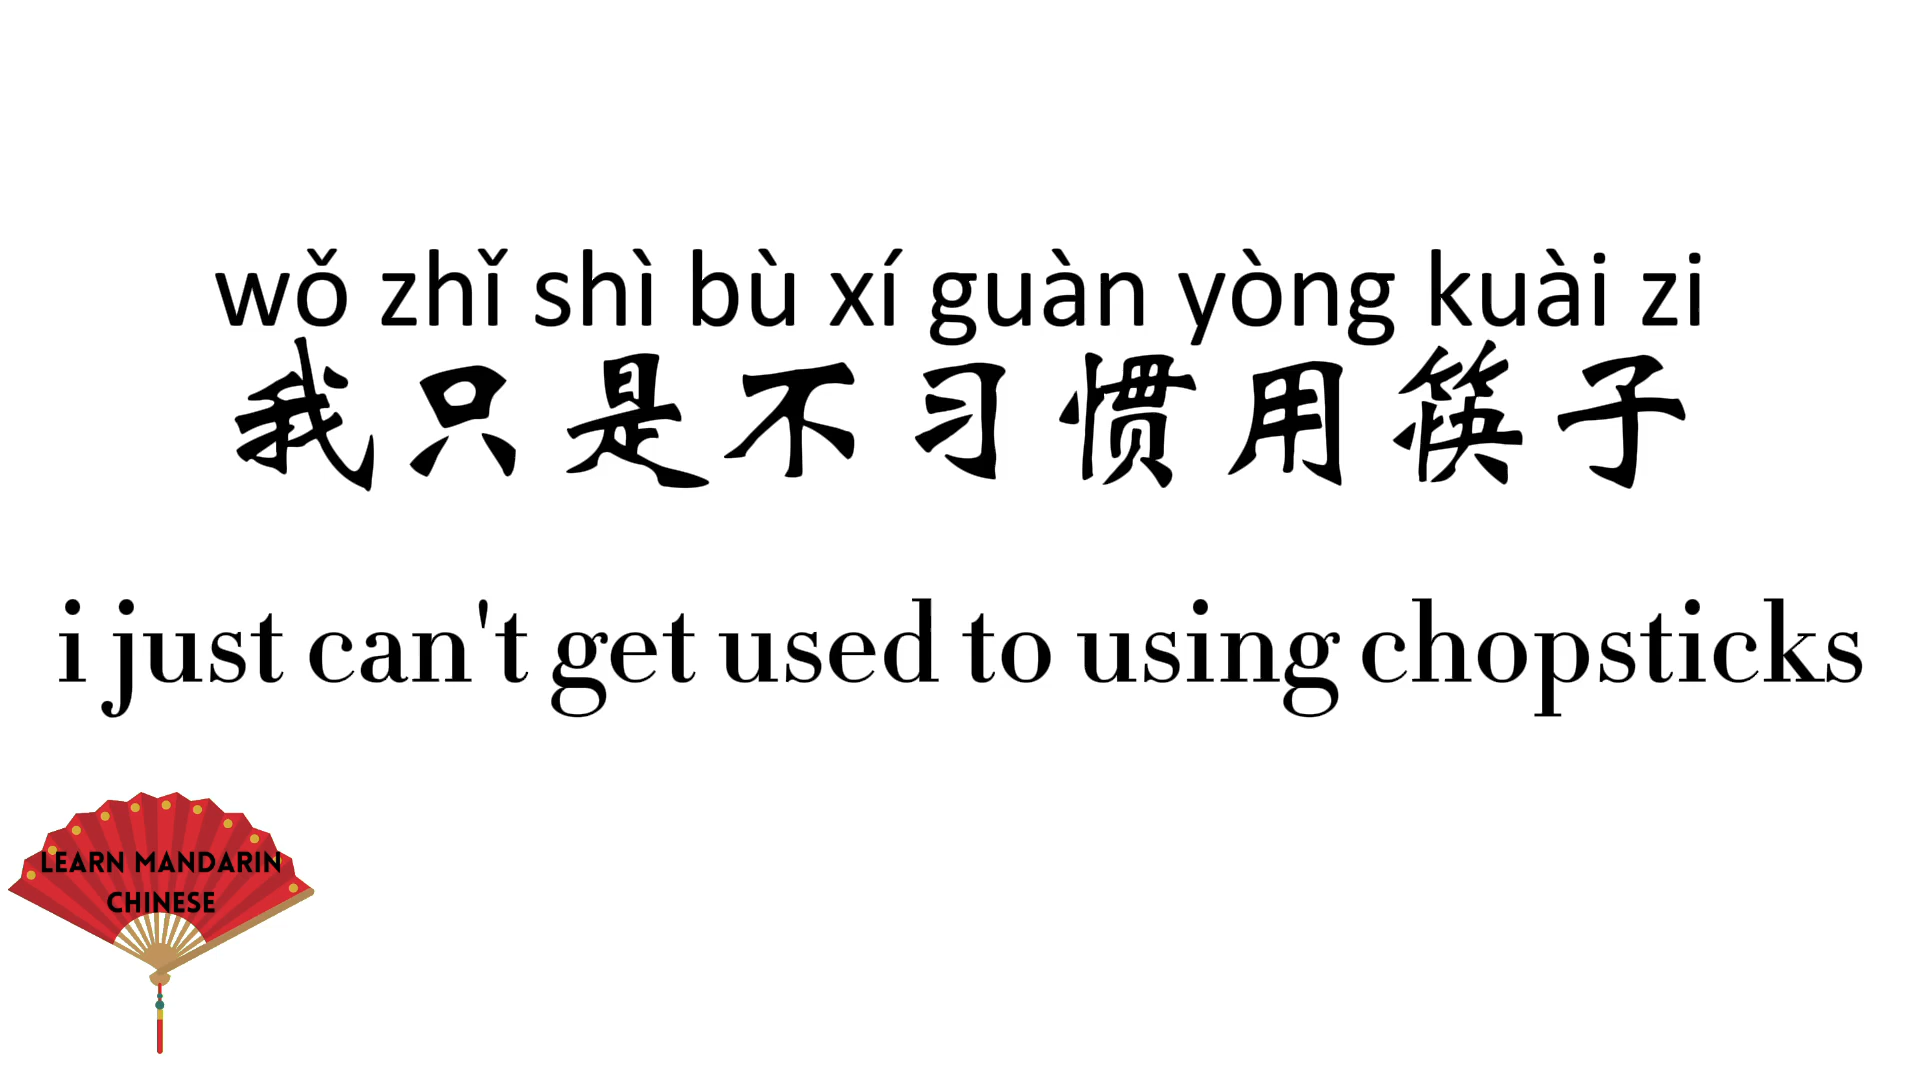 wǒ zhǐ shì bù xí guàn yòng kuài zi
我只是不习惯用筷子
i just can't get used to using chopsticks
LEARN MANDARIN
CHINESE